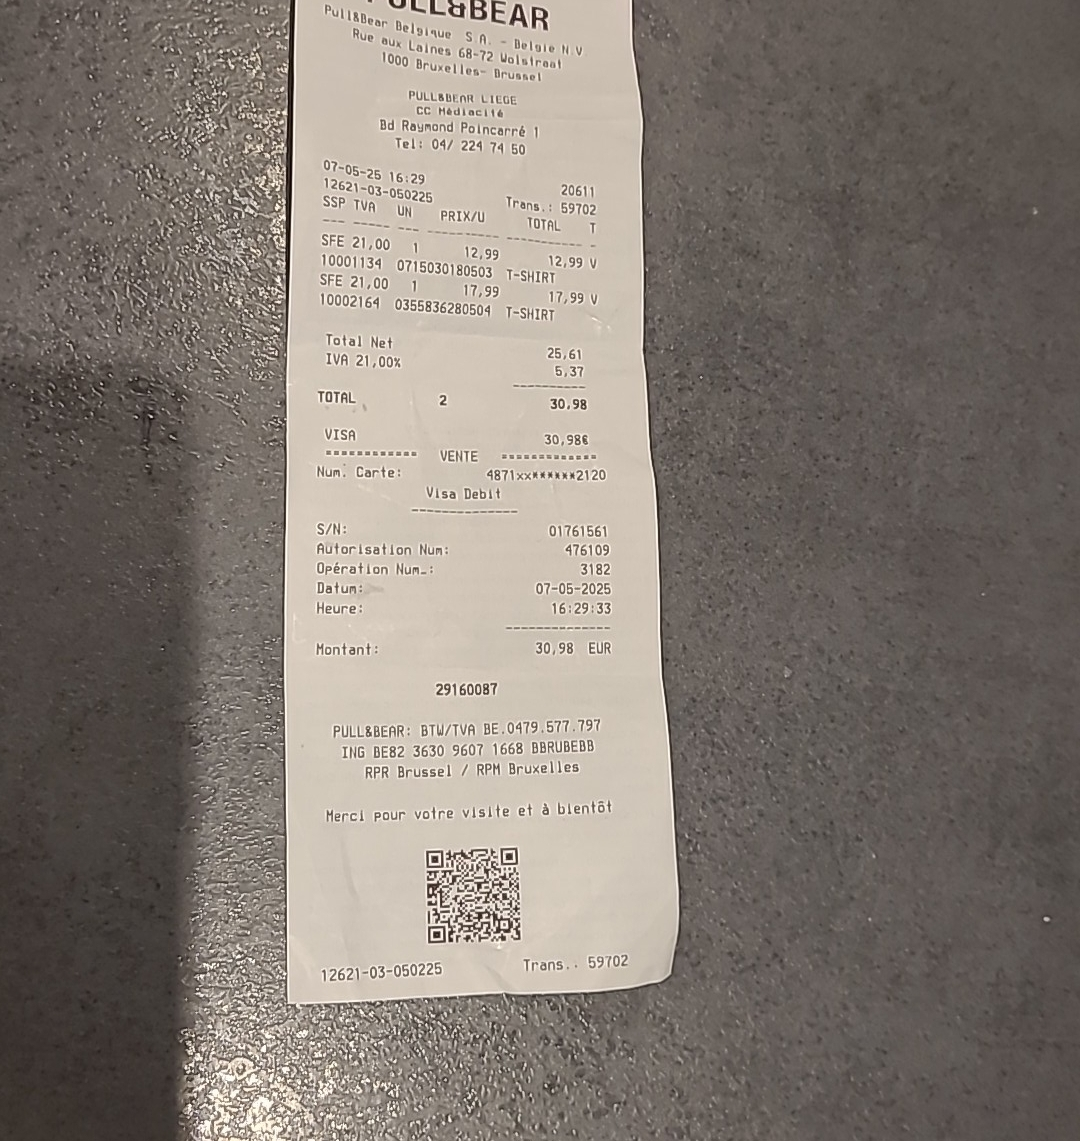 PULL&BEAR
Pull&Bear Belgique S.A. - Belgie N.V
Rue aux Laines 68-72 Wolstraat
1000 Bruxelles- Brussel
PULL&BEAR LIEGE
CC Médiacité
Bd Raymond Poincarré 1
Tel: 04/ 224 74 50
07-05-25 16:29 20611
12621-03-050225 Trans.: 59702
SSP TVA UN PRIX/U TOTAL T
SFE 21,00 1 12,99 12,99 V
10001134 0715030180503 T-SHIRT
SFE 21,00 1 17,99 17,99 V
10002164 0355836280504 T-SHIRT
Total Net 25,61
IVA 21,00% 5,37
TOTAL 2 30,98
VISA 30,98€
============ VENTE =============
Num. Carte: 4871xx******2120
Visa Debit
S/N: 01761561
Autorisation Num: 476109
Opération Num.: 3182
Datum: 07-05-2025
Heure: 16:29:33
Montant: 30,98 EUR
29160087
PULL&BEAR: BTW/TVA BE.0479.577.797
ING BE82 3630 9607 1668 BBRUBEBB
RPR Brussel / RPM Bruxelles
Merci pour votre visite et à bientôt
12621-03-050225 Trans.. 59702